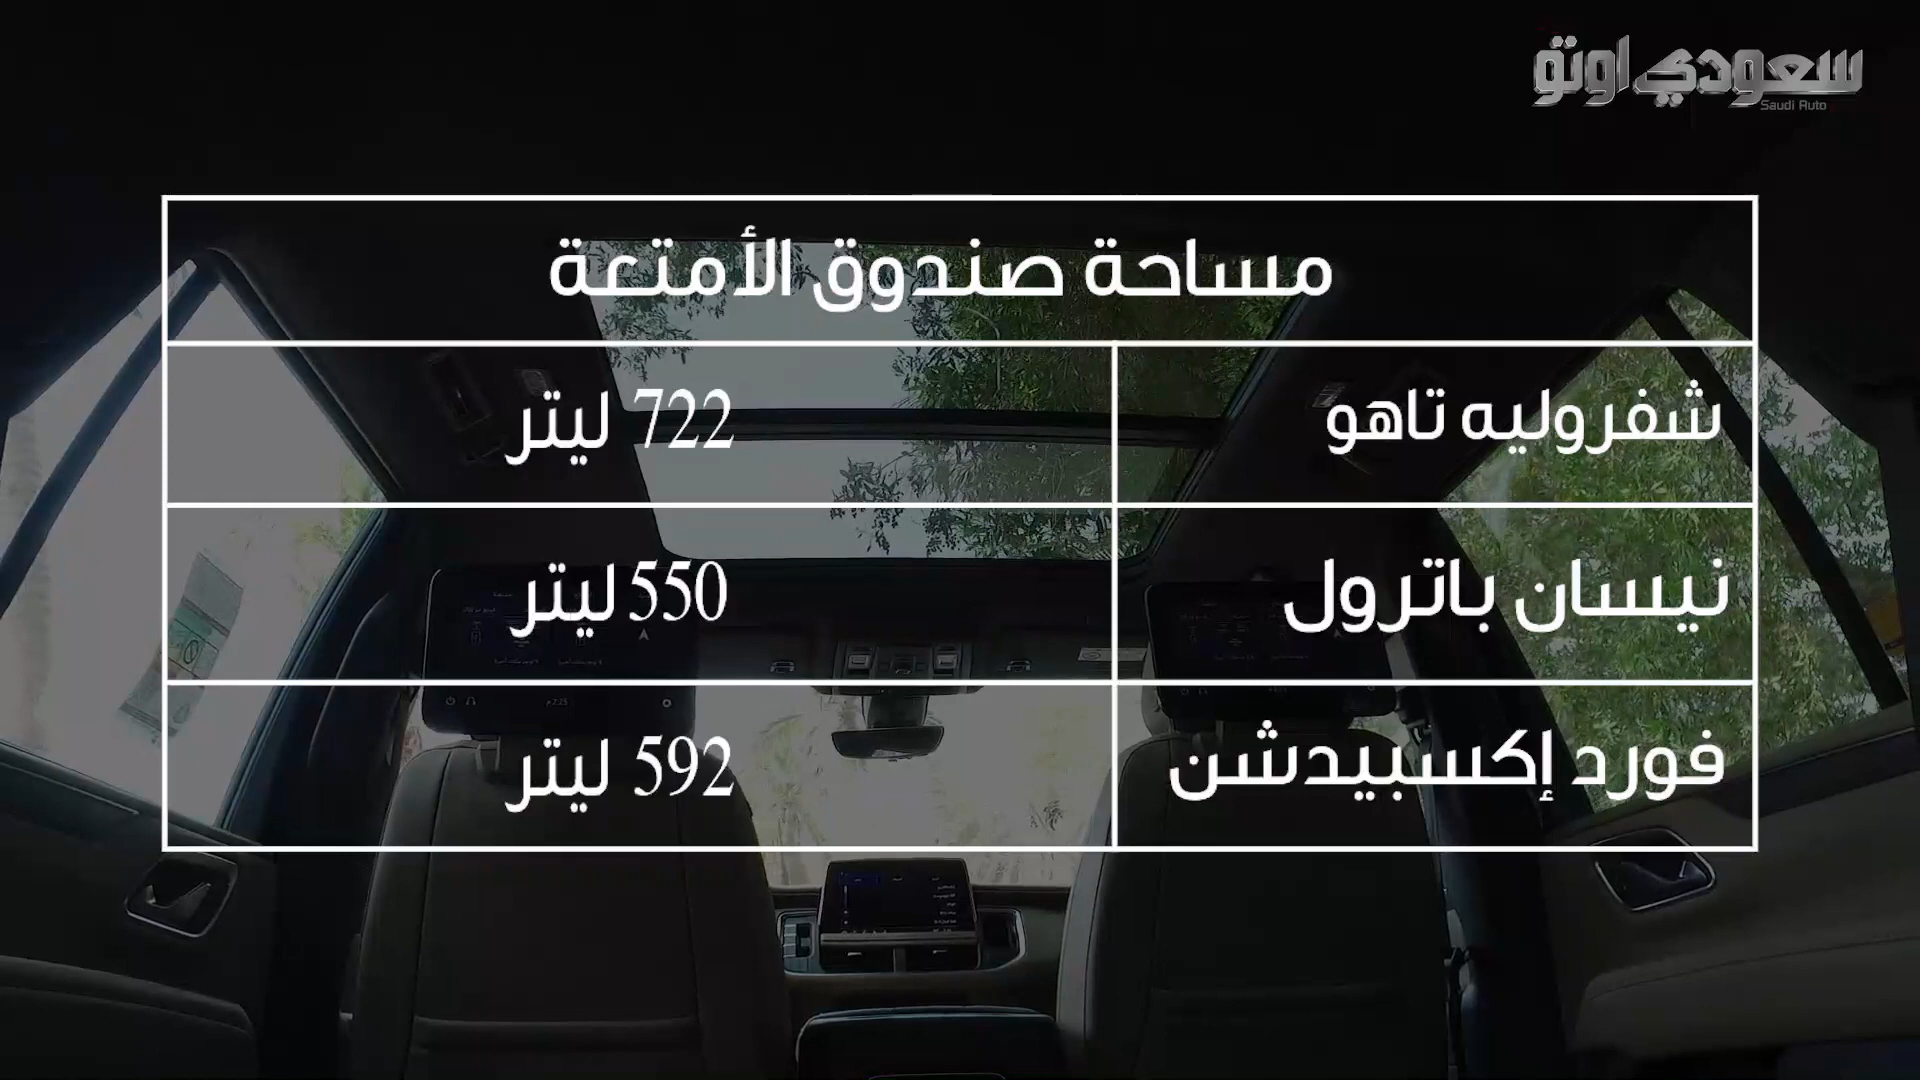 سعودي اوتو
Saudi Auto
مساحة صندوق الأمتعة
شفروليه تاهو 722 ليتر
نيسان باترول 550 ليتر
فورد إكسبيدشن 592 ليتر